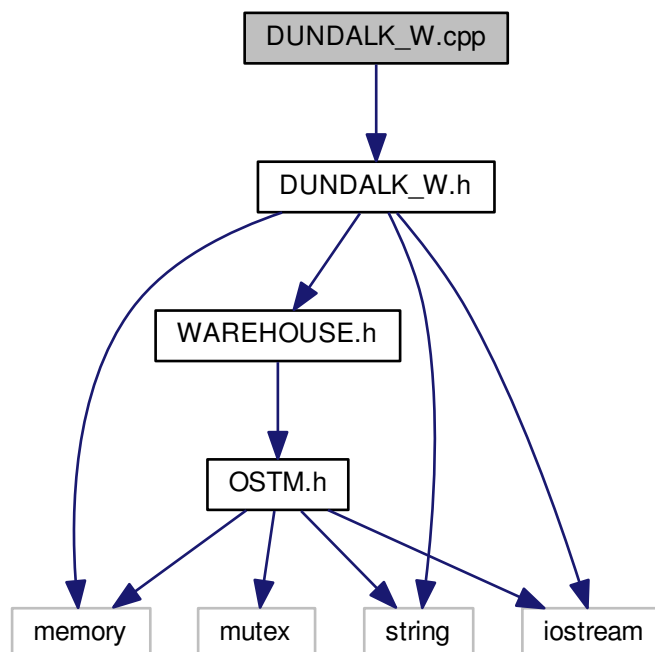 DUNDALK_W.cpp
DUNDALK_W.h
WAREHOUSE.h
OSTM.h
memory
mutex
string
iostream